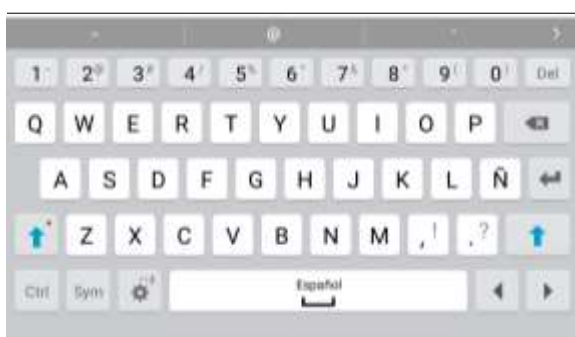 @
1 2@ 3# 4/ 5% 6^ 7& 8* 9( 0) Del
Q W E R T Y U I O P
A S D F G H J K L Ñ
Z X C V B N M ,! .?
Ctrl Sym Español